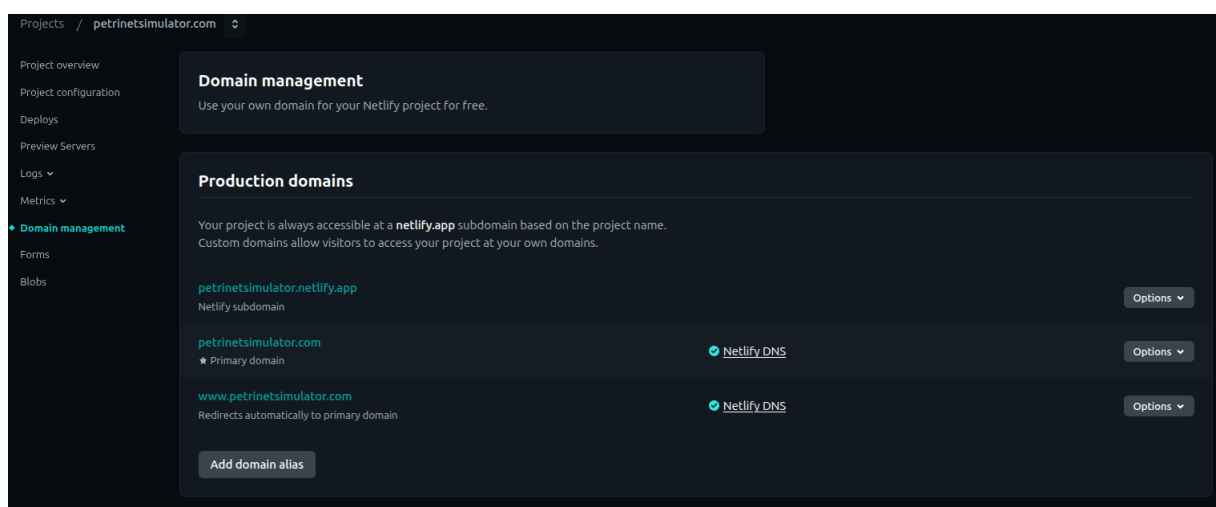 Projects / petrinetsimulator.com
Project overview
Project configuration
Deploys
Preview Servers
Logs
Metrics
Domain management
Forms
Blobs
Domain management
Use your own domain for your Netlify project for free.
Production domains
Your project is always accessible at a netlify.app subdomain based on the project name.
Custom domains allow visitors to access your project at your own domains.
petrinetsimulator.netlify.app
Netlify subdomain
Options
petrinetsimulator.com
★ Primary domain
Netlify DNS
Options
www.petrinetsimulator.com
Redirects automatically to primary domain
Netlify DNS
Options
Add domain alias